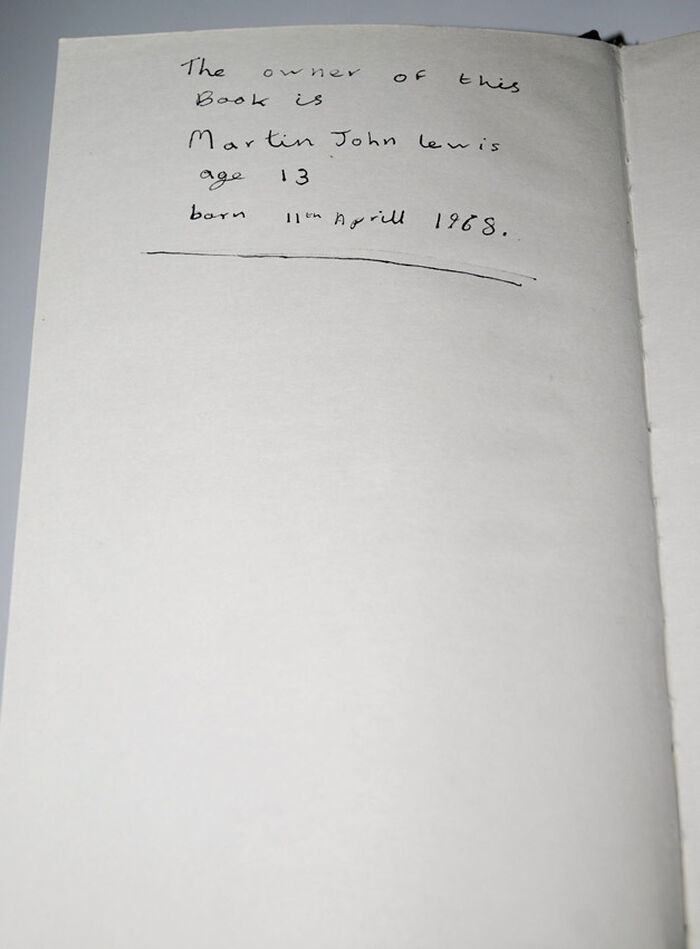 The owner of this
Book is
Martin John Lewis
age 13
born 11th Aprill 1968.